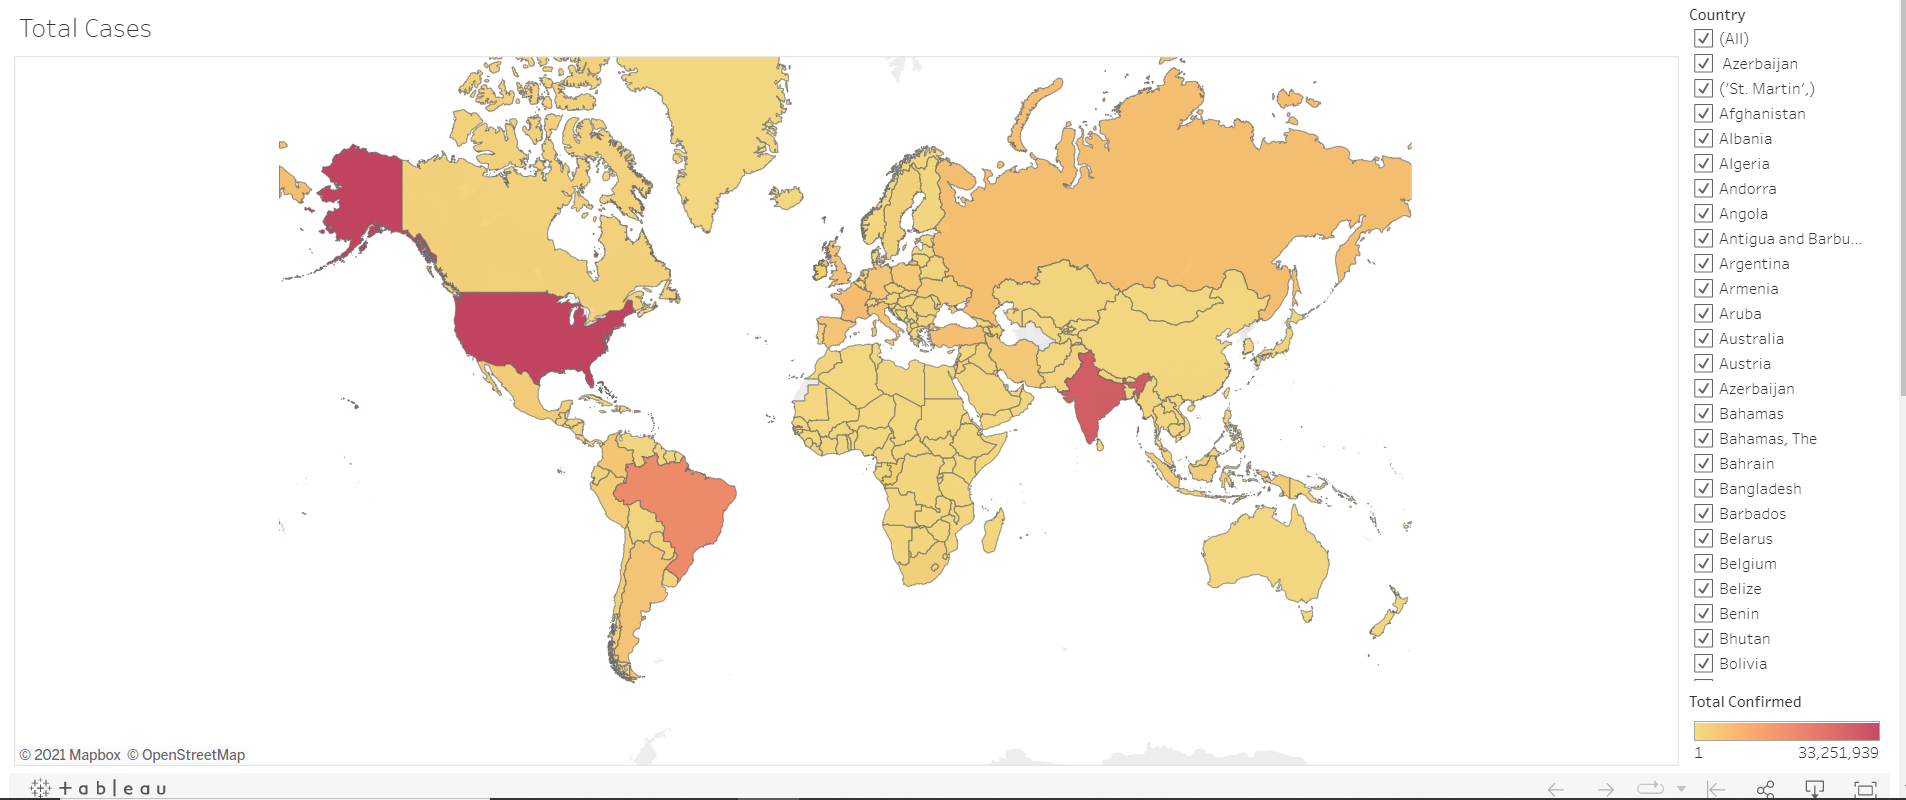 Total Cases
Country
(All)
Azerbaijan
('St. Martin',)
Afghanistan
Albania
Algeria
Andorra
Angola
Antigua and Barbu...
Argentina
Armenia
Aruba
Australia
Austria
Azerbaijan
Bahamas
Bahamas, The
Bahrain
Bangladesh
Barbados
Belarus
Belgium
Belize
Benin
Bhutan
Bolivia
Total Confirmed
1 33,251,939
© 2021 Mapbox © OpenStreetMap
+ableau